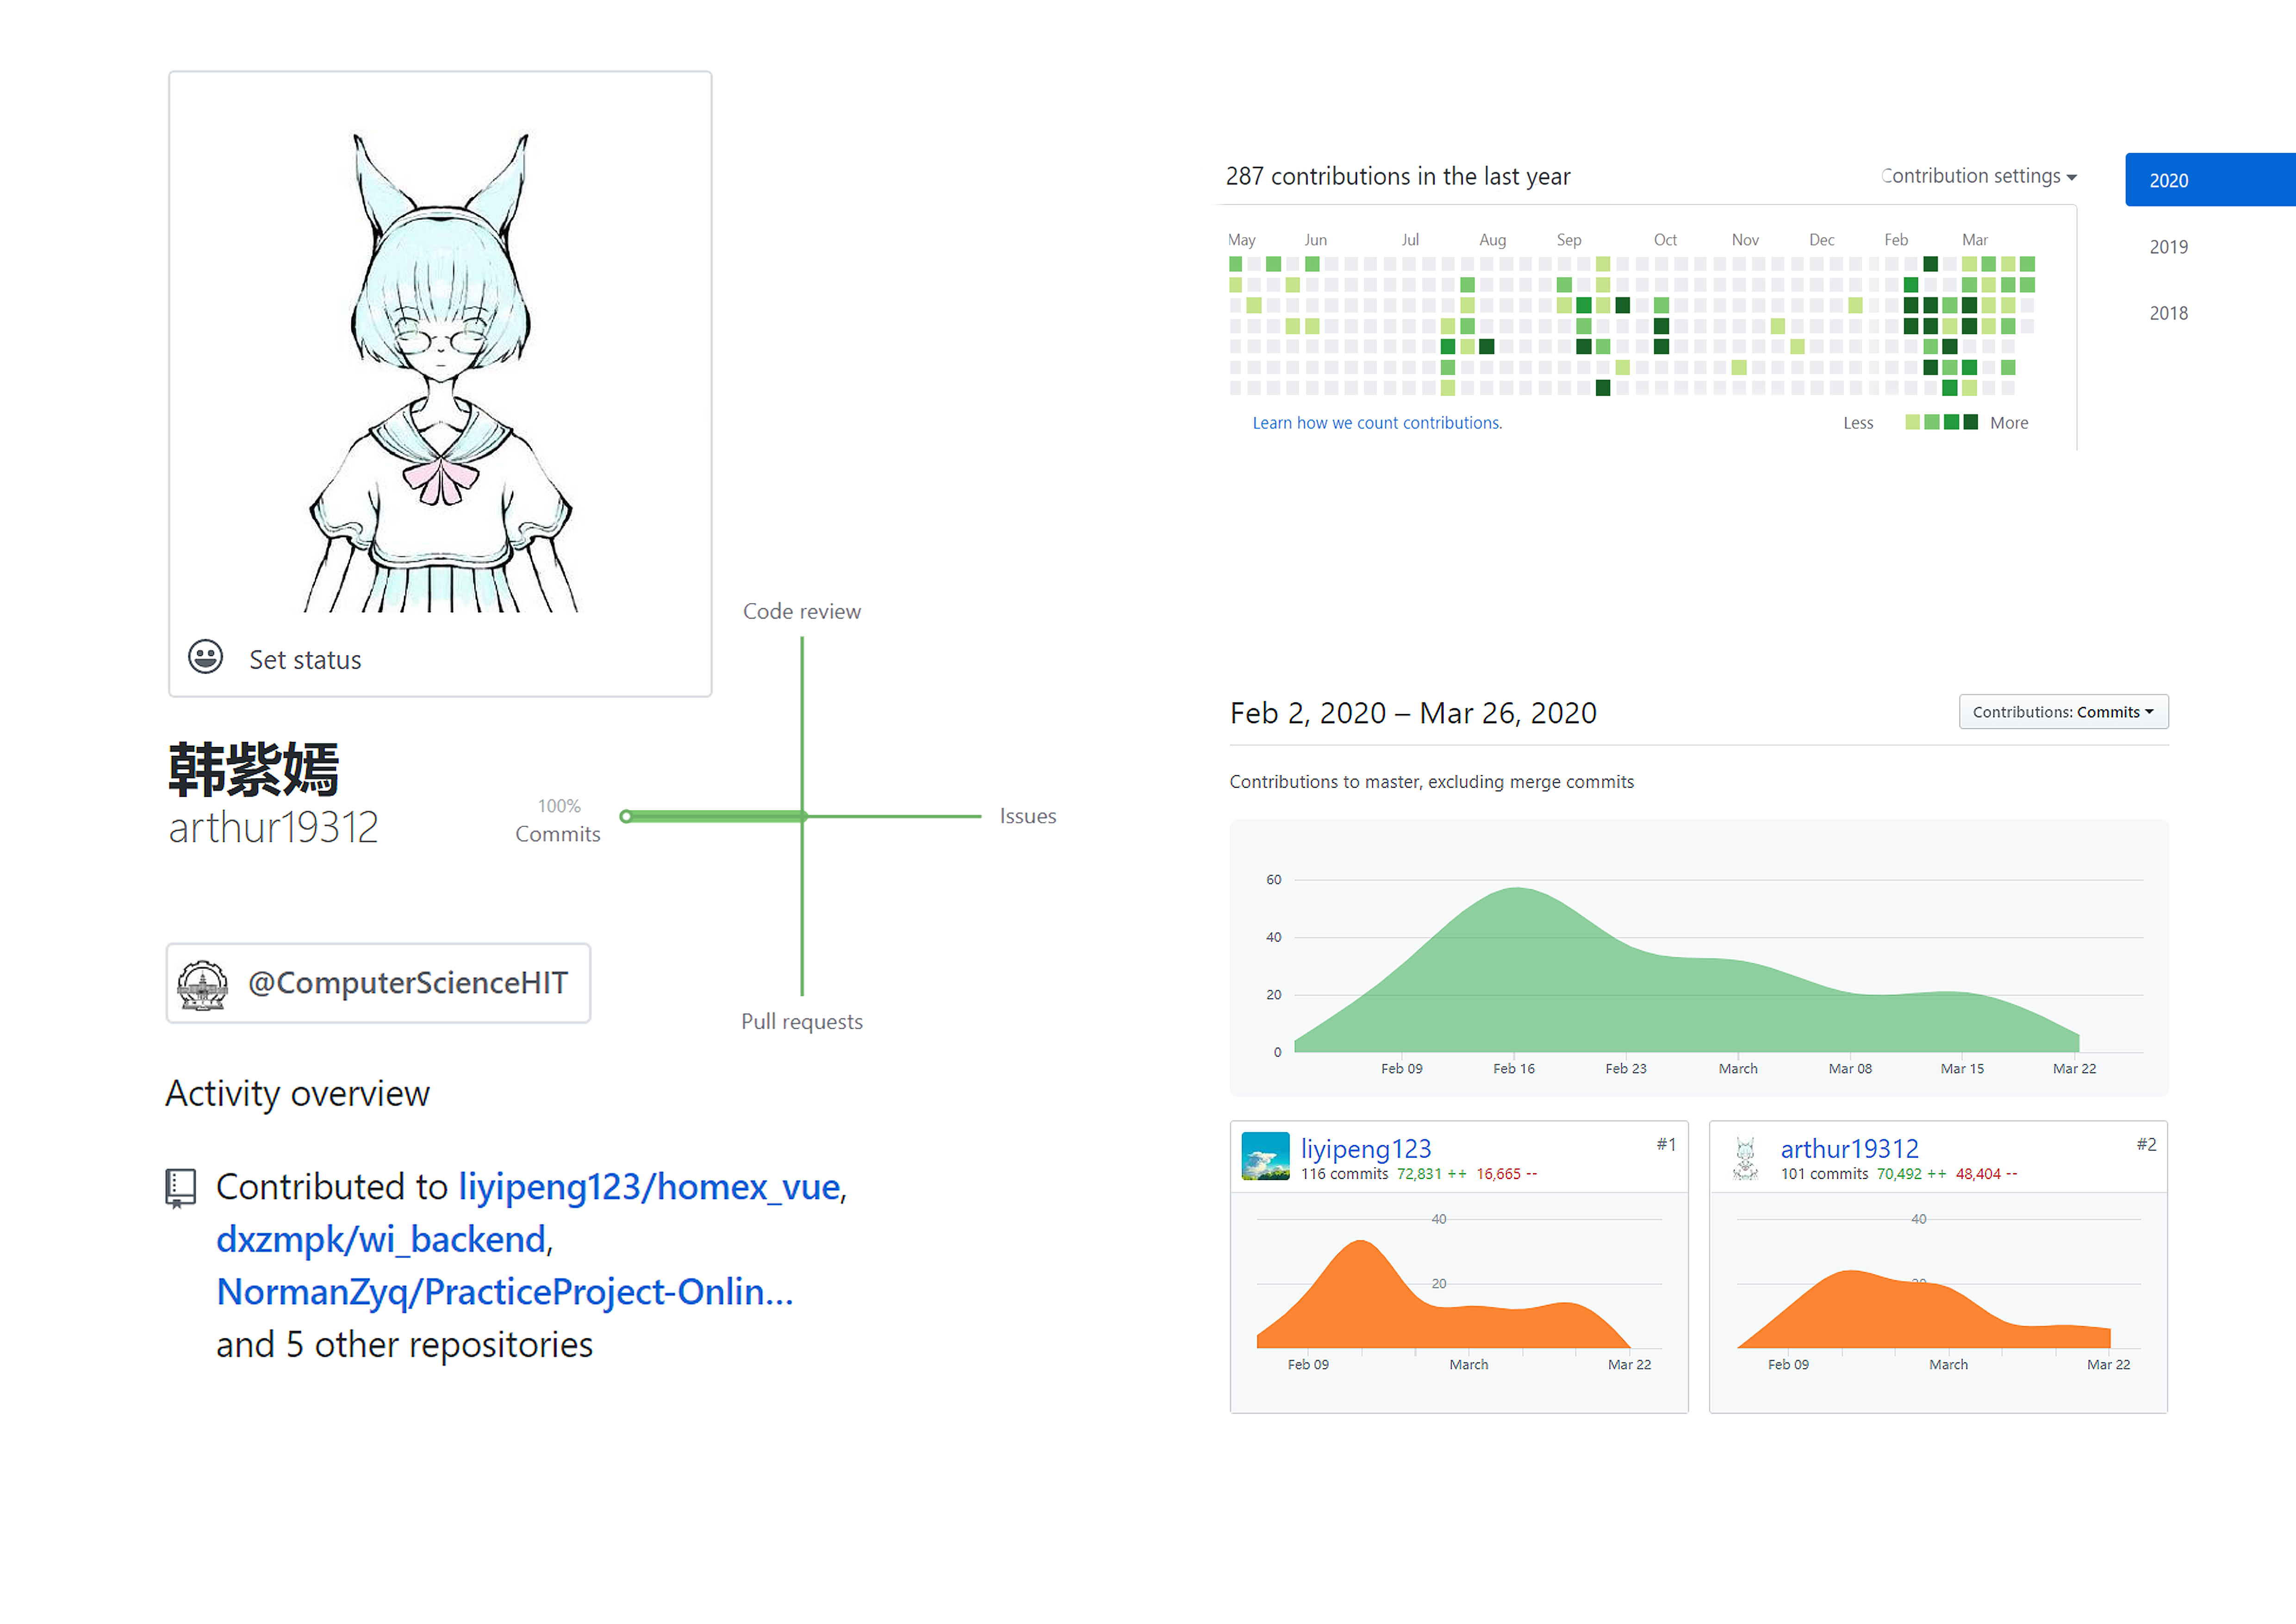 Set status
韩紫嫣
arthur19312
@ComputerScienceHIT
Code review
100%
Commits
Issues
Pull requests
Activity overview
Contributed to liyipeng123/homex_vue,
dxzmpk/wi_backend,
NormanZyq/PracticeProject-Onlin...
and 5 other repositories
287 contributions in the last year
Contribution settings
2020
2019
2018
May Jun Jul Aug Sep Oct Nov Dec Feb Mar
Learn how we count contributions.
Less More
Feb 2, 2020 – Mar 26, 2020
Contributions: Commits
Contributions to master, excluding merge commits
60
40
20
0
Feb 09 Feb 16 Feb 23 March Mar 08 Mar 15 Mar 22
liyipeng123 #1
116 commits 72,831 ++ 16,665 --
40
20
Feb 09 March Mar 22
arthur19312 #2
101 commits 70,492 ++ 48,404 --
40
20
Feb 09 March Mar 22